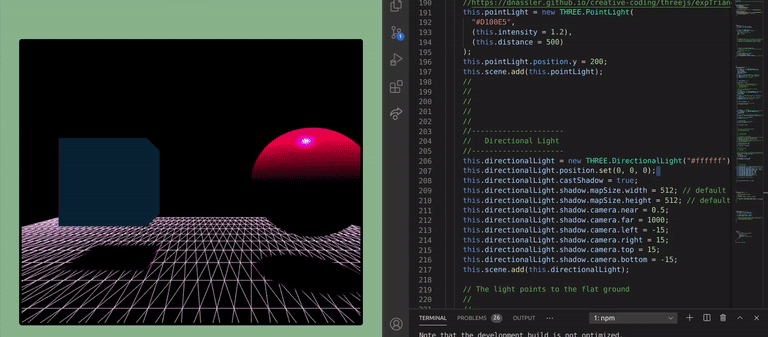 190 //https://dnassler.github.io/creative-coding/threejs/expTrian
191 this.pointLight = new THREE.PointLight(
192 "#D100E5",
193 (this.intensity = 1.2),
194 (this.distance = 500)
195 );
196 this.pointLight.position.y = 200;
197 this.scene.add(this.pointLight);
198 //
199 //
200 //
201 //
202 //
203 //---------------------
204 //   Directional Light
205 //---------------------
206 this.directionalLight = new THREE.DirectionalLight("#ffffff")
207 this.directionalLight.position.set(0, 0, 0);
208 this.directionalLight.castShadow = true;
209 this.directionalLight.shadow.mapSize.width = 512; // default
210 this.directionalLight.shadow.mapSize.height = 512; // default
211 this.directionalLight.shadow.camera.near = 0.5;
212 this.directionalLight.shadow.camera.far = 1000;
213 this.directionalLight.shadow.camera.left = -15;
214 this.directionalLight.shadow.camera.right = 15;
215 this.directionalLight.shadow.camera.top = 15;
216 this.directionalLight.shadow.camera.bottom = -15;
217 this.scene.add(this.directionalLight);
218
219 // The light points to the flat ground
220 //
221 //
TERMINAL PROBLEMS 26 OUTPUT ··· 1: npm
Note that the development build is not optimized.